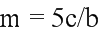 m = 5c/b